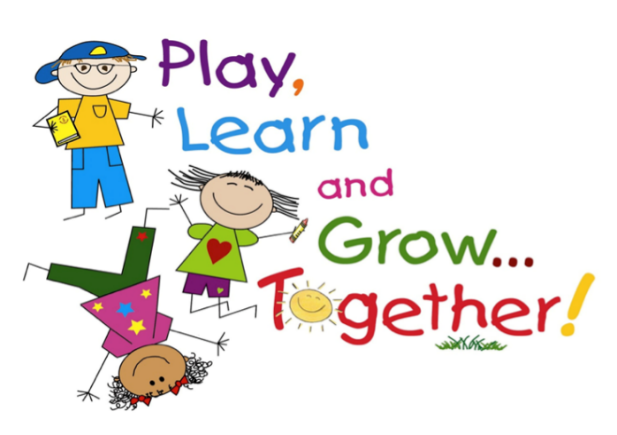 Play,
Learn
and
Grow...
Together!